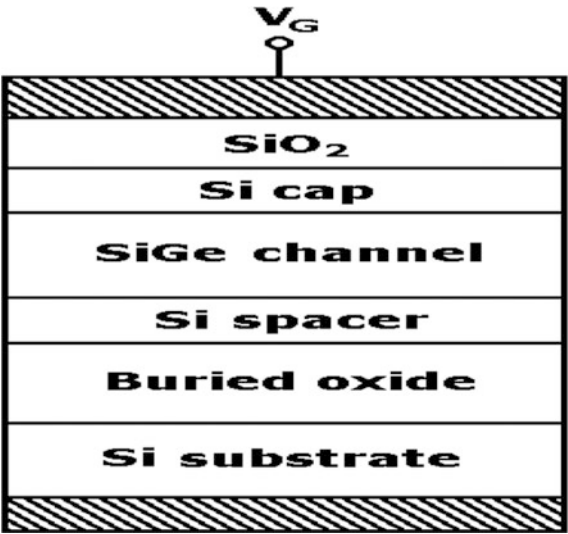 VG
SiO₂
Si cap
SiGe channel
Si spacer
Buried oxide
Si substrate